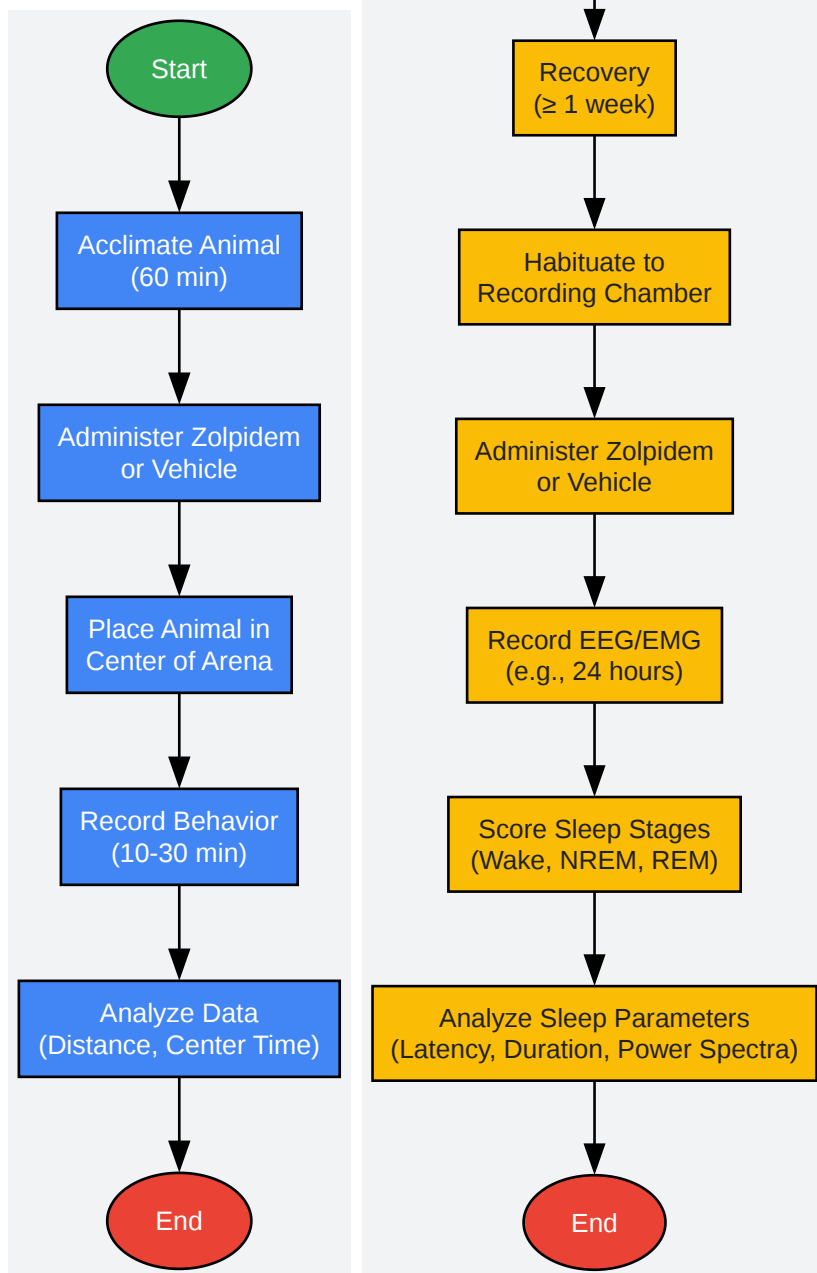 Start
Acclimate Animal
(60 min)
Administer Zolpidem
or Vehicle
Place Animal in
Center of Arena
Record Behavior
(10-30 min)
Analyze Data
(Distance, Center Time)
End
Recovery
(≥ 1 week)
Habituate to
Recording Chamber
Administer Zolpidem
or Vehicle
Record EEG/EMG
(e.g., 24 hours)
Score Sleep Stages
(Wake, NREM, REM)
Analyze Sleep Parameters
(Latency, Duration, Power Spectra)
End